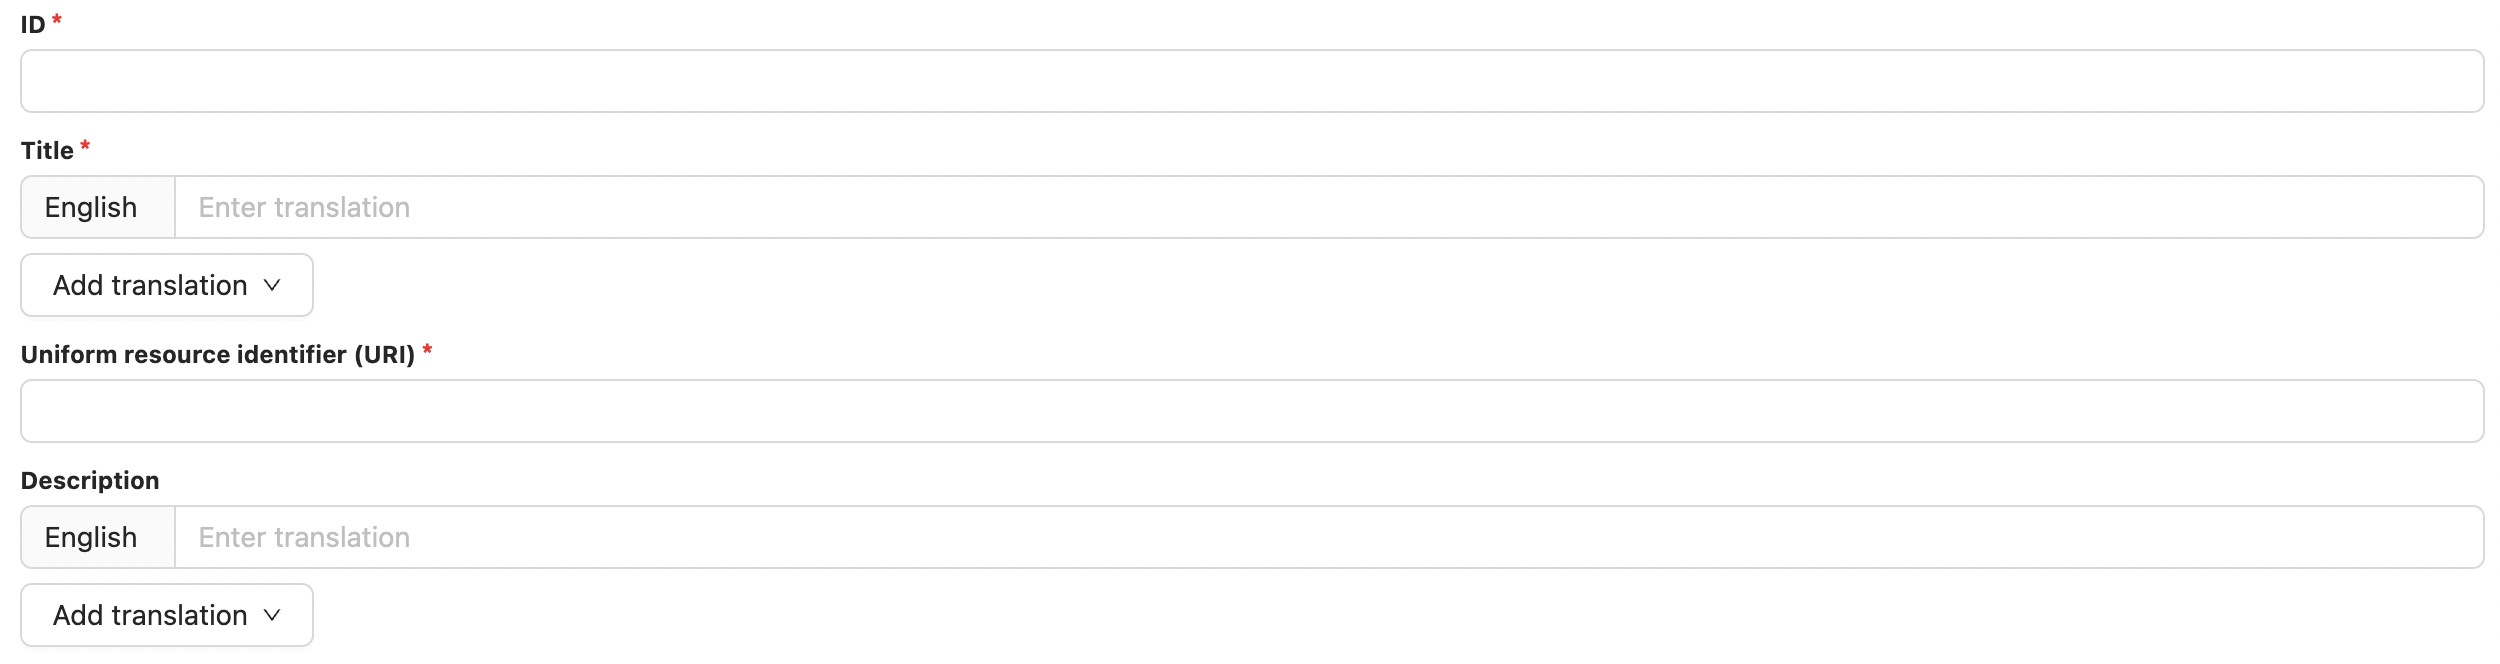 ID *
Title *
English Enter translation
Add translation
Uniform resource identifier (URI) *
Description
English Enter translation
Add translation